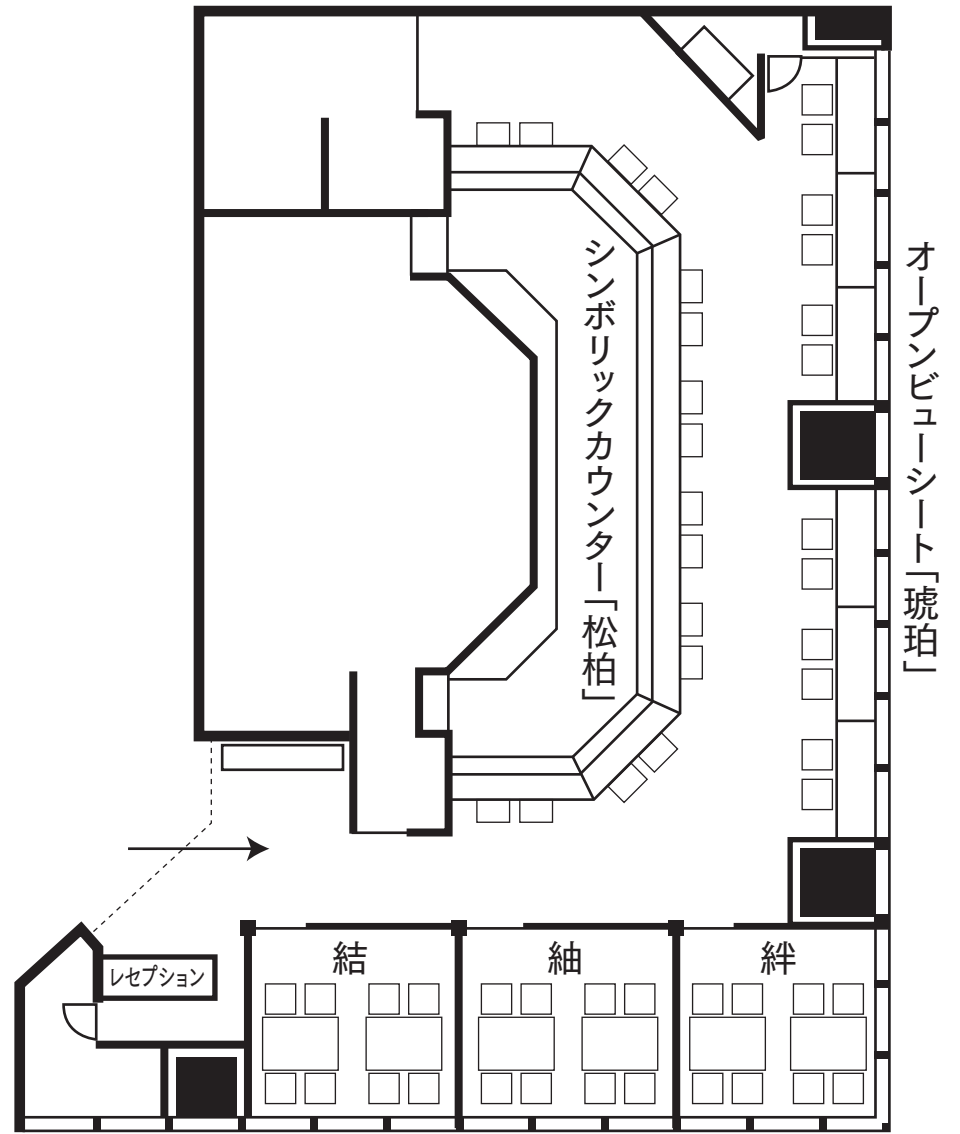 シンボリックカウンター「松柏」
オープンビューシート「琥珀」
結
紬
絆
レセプション